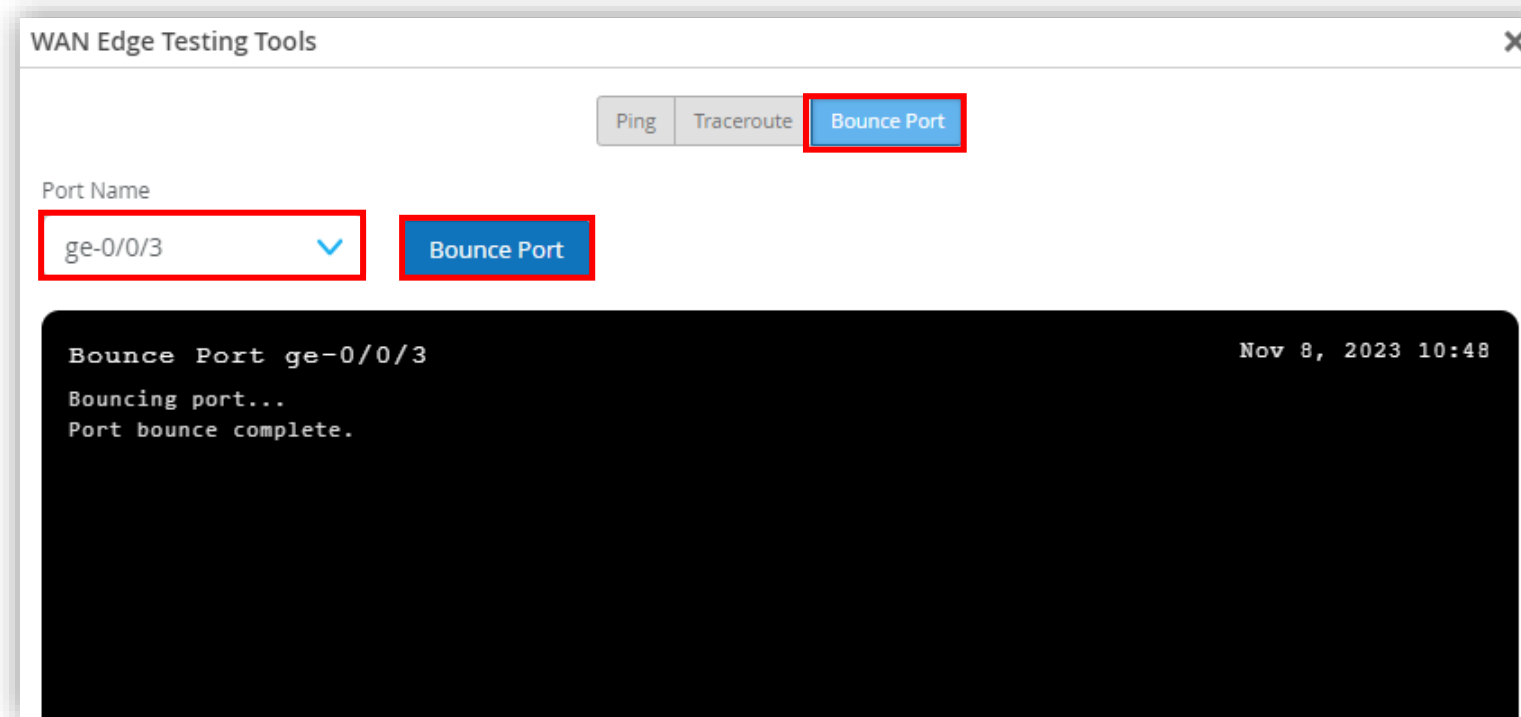 WAN Edge Testing Tools
Ping Traceroute Bounce Port
Port Name
ge-0/0/3 Bounce Port
Bounce Port ge-0/0/3 Nov 8, 2023 10:48
Bouncing port...
Port bounce complete.